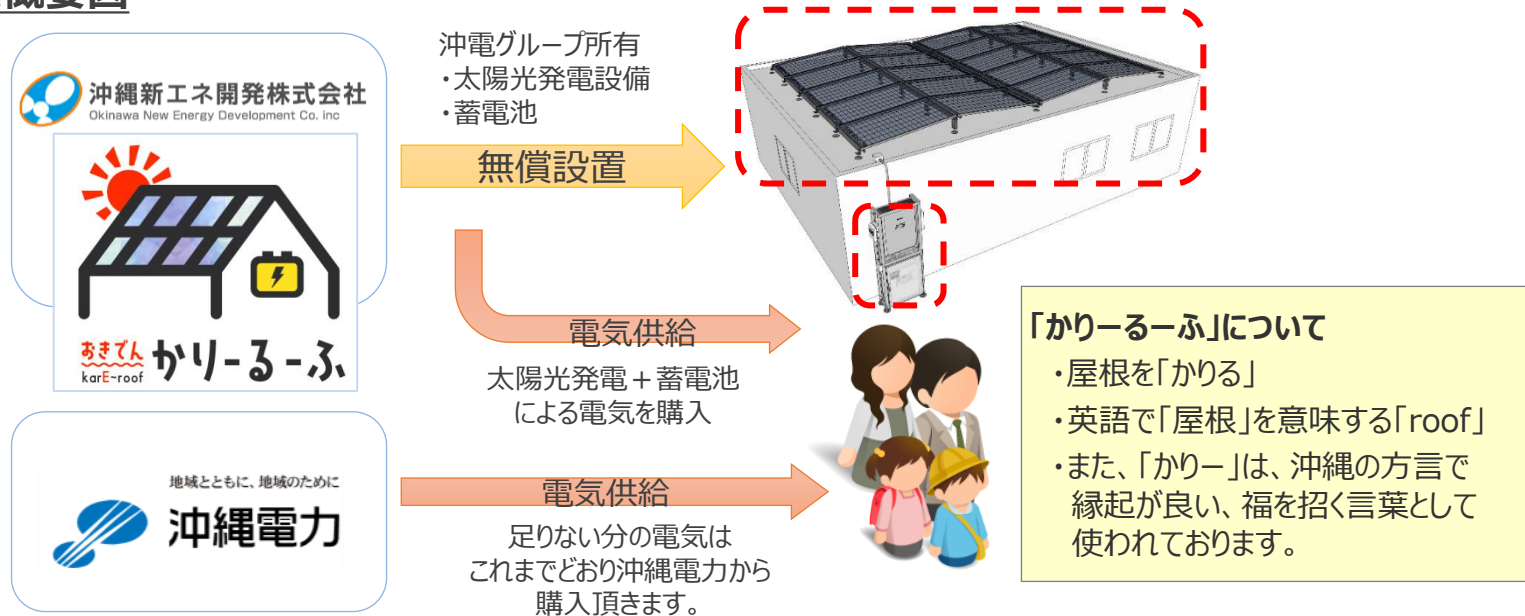 概要図
沖縄新エネ開発株式会社
Okinawa New Energy Development Co. inc
おきでん
karE-roof
かりーるーふ
沖電グループ所有
・太陽光発電設備
・蓄電池
無償設置
電気供給
太陽光発電+蓄電池
による電気を購入
地域とともに、地域のために
沖縄電力
電気供給
足りない分の電気は
これまでどおり沖縄電力から
購入頂きます。
「かりーるーふ」について
・屋根を「かりる」
・英語で「屋根」を意味する「roof」
・また、「かりー」は、沖縄の方言で
縁起が良い、福を招く言葉として
使われております。